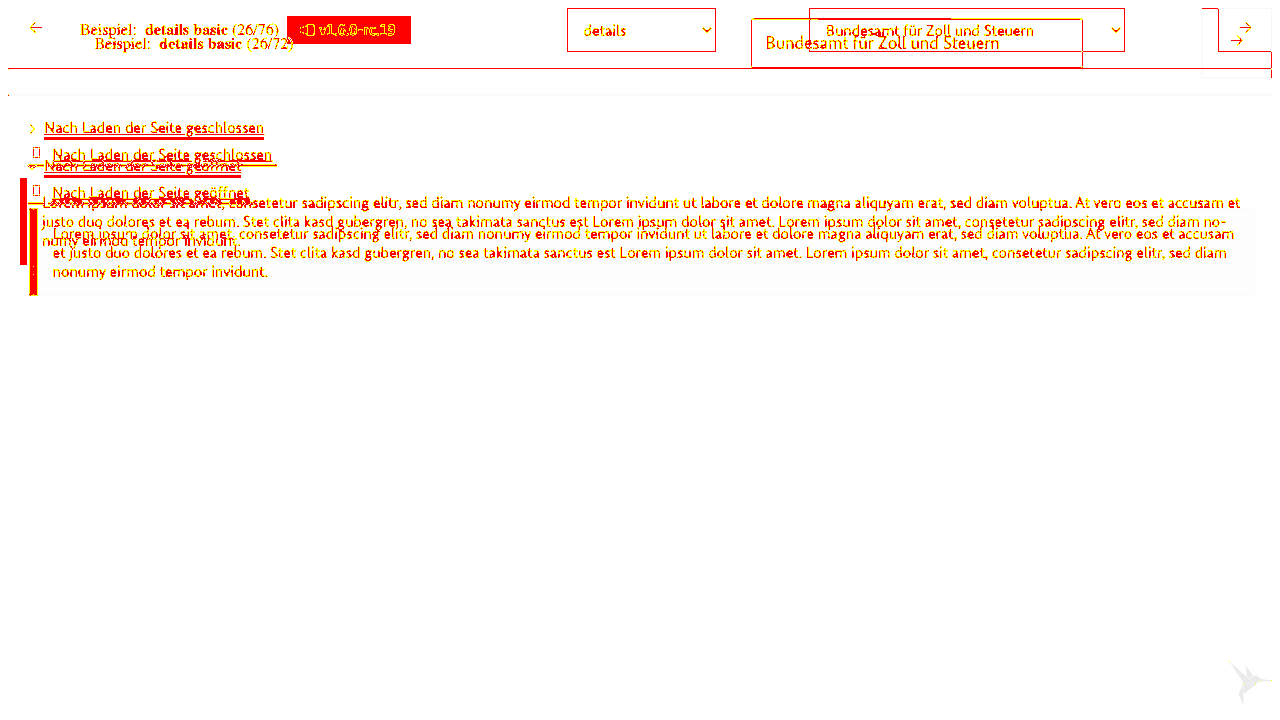 Beispiel: details basic (26/76) v1.6.0-rc.19 details Bundesamt für Zoll und Steuern
Beispiel: details basic (26/72) Bundesamt für Zoll und Steuern
Nach Laden der Seite geschlossen
Nach Laden der Seite geschlossen
Nach Laden der Seite geöffnet
Nach Laden der Seite geöffnet
Lorem ipsum dolor sit amet, consetetur sadipscing elitr, sed diam nonumy eirmod tempor invidunt ut labore et dolore magna aliquyam erat, sed diam voluptua. At vero eos et accusam et
justo duo dolores et ea rebum. Stet clita kasd gubergren, no sea takimata sanctus est Lorem ipsum dolor sit amet. Lorem ipsum dolor sit amet, consetetur sadipscing elitr, sed diam no-
numy eirmod tempor invidunt.
Lorem ipsum dolor sit amet, consetetur sadipscing elitr, sed diam nonumy eirmod tempor invidunt ut labore et dolore magna aliquyam erat, sed diam voluptua. At vero eos et accusam
et justo duo dolores et ea rebum. Stet clita kasd gubergren, no sea takimata sanctus est Lorem ipsum dolor sit amet. Lorem ipsum dolor sit amet, consetetur sadipscing elitr, sed diam
nonumy eirmod tempor invidunt.